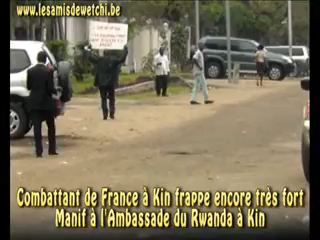 www.lesamisdewetchi.be
Combattant de France à Kin frappe encore très fort
Manif à l'Ambassade du Rwanda à Kin